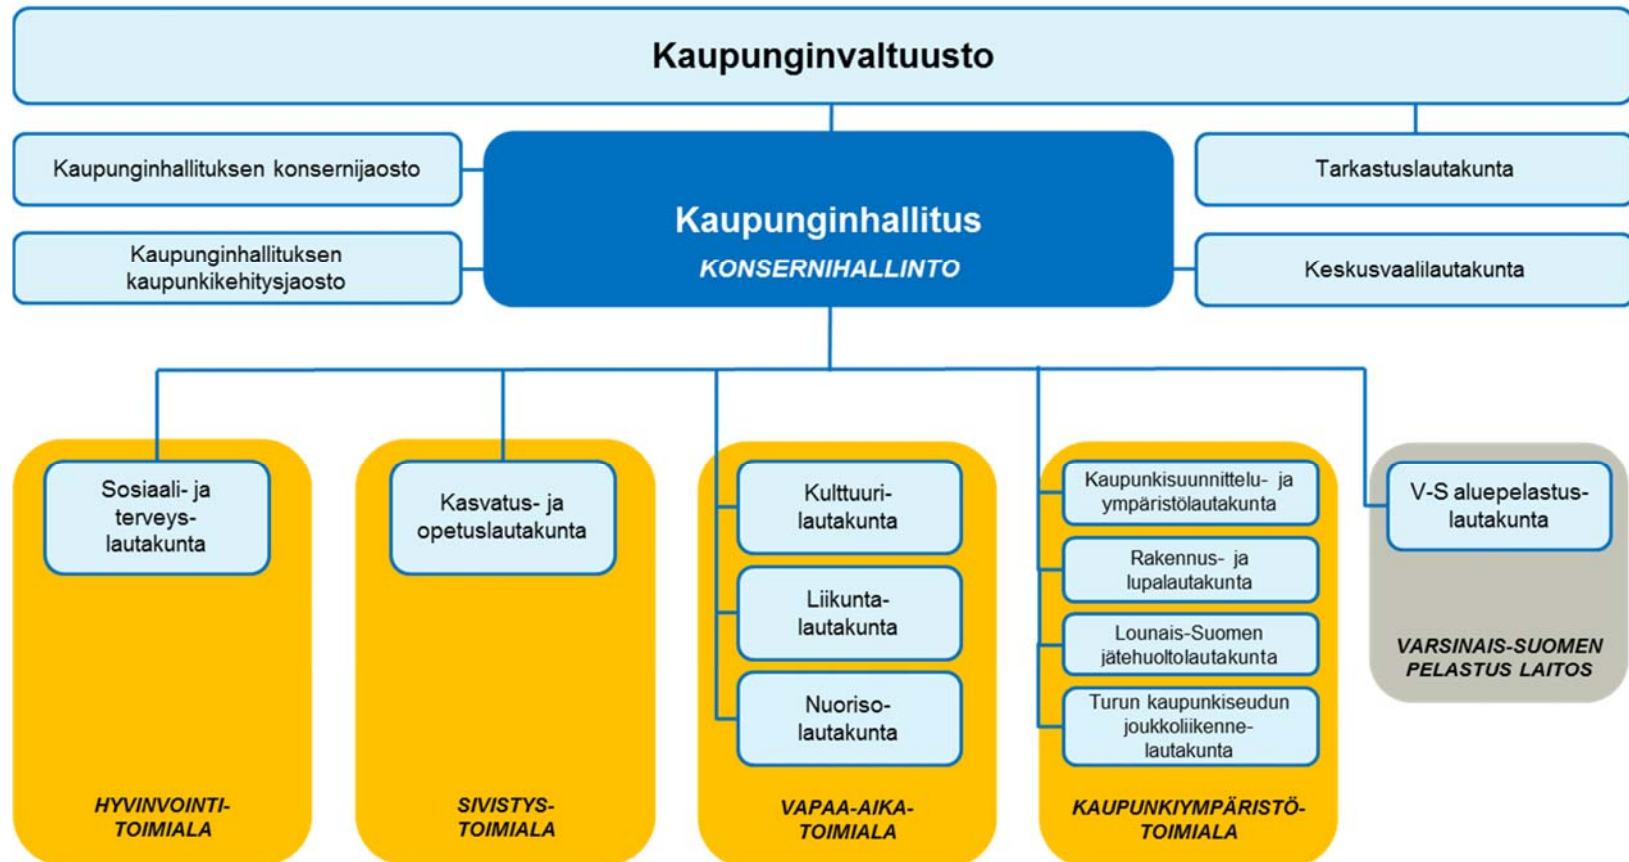 Kaupunginvaltuusto
Kaupunginhallituksen konsernijaosto
Kaupunginhallituksen
kaupunkikehitysjaosto
Kaupunginhallitus
KONSERNIHALLINTO
Tarkastuslautakunta
Keskusvaalilautakunta
Sosiaali- ja
terveys-
lautakunta
HYVINVOINTI-
TOIMIALA
Kasvatus- ja
opetuslautakunta
SIVISTYS-
TOIMIALA
Kulttuuri-
lautakunta
Liikunta-
lautakunta
Nuoriso-
lautakunta
VAPAA-AIKA-
TOIMIALA
Kaupunkisuunnittelu- ja
ympäristölautakunta
Rakennus- ja
lupalautakunta
Lounais-Suomen
jätehuoltolautakunta
Turun kaupunkiseudun
joukkoliikenne-
lautakunta
KAUPUNKIYMPÄRISTÖ-
TOIMIALA
V-S aluepelastus-
lautakunta
VARSINAIS-SUOMEN
PELASTUS LAITOS